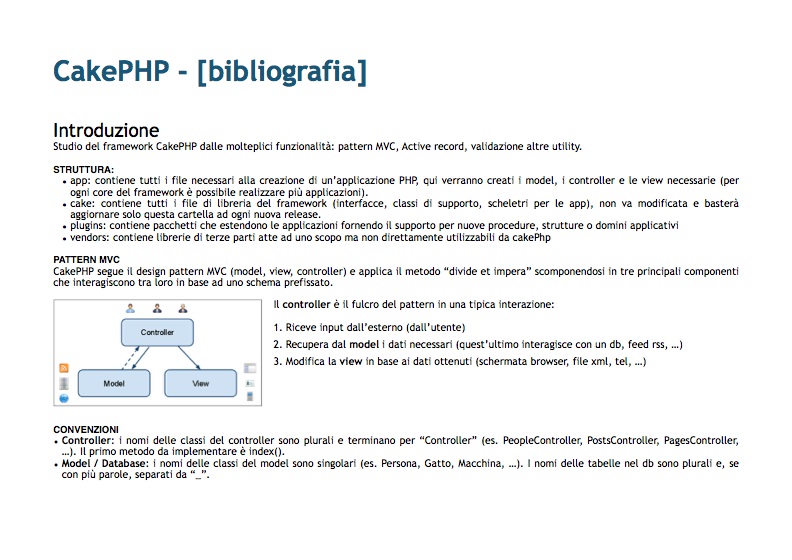 CakePHP - [bibliografia]
Introduzione
Studio del framework CakePHP dalle molteplici funzionalità: pattern MVC, Active record, validazione altre utility.
STRUTTURA:
• app: contiene tutti i file necessari alla creazione di un'applicazione PHP, qui verranno creati i model, i controller e le view necessarie (per
ogni core del framework è possibile realizzare più applicazioni).
• cake: contiene tutti i file di libreria del framework (interfacce, classi di supporto, scheletri per le app), non va modificata e basterà
aggiornare solo questa cartella ad ogni nuova release.
• plugins: contiene pacchetti che estendono le applicazioni fornendo il supporto per nuove procedure, strutture o domini applicativi
• vendors: contiene librerie di terze parti atte ad uno scopo ma non direttamente utilizzabili da cakePhp
PATTERN MVC
CakePHP segue il design pattern MVC (model, view, controller) e applica il metodo “divide et impera” scomponendosi in tre principali componenti
che interagiscono tra loro in base ad uno schema prefissato.
Controller
Model
View
Il controller è il fulcro del pattern in una tipica interazione:
1. Riceve input dall'esterno (dall'utente)
2. Recupera dal model i dati necessari (quest'ultimo interagisce con un db, feed rss, …)
3. Modifica la view in base ai dati ottenuti (schermata browser, file xml, tel, …)
CONVENZIONI
• Controller: i nomi delle classi del controller sono plurali e terminano per “Controller” (es. PeopleController, PostsController, PagesController,
…). Il primo metodo da implementare è index().
• Model / Database: i nomi delle classi del model sono singolari (es. Persona, Gatto, Macchina, …). I nomi delle tabelle nel db sono plurali e, se
con più parole, separati da “_”.